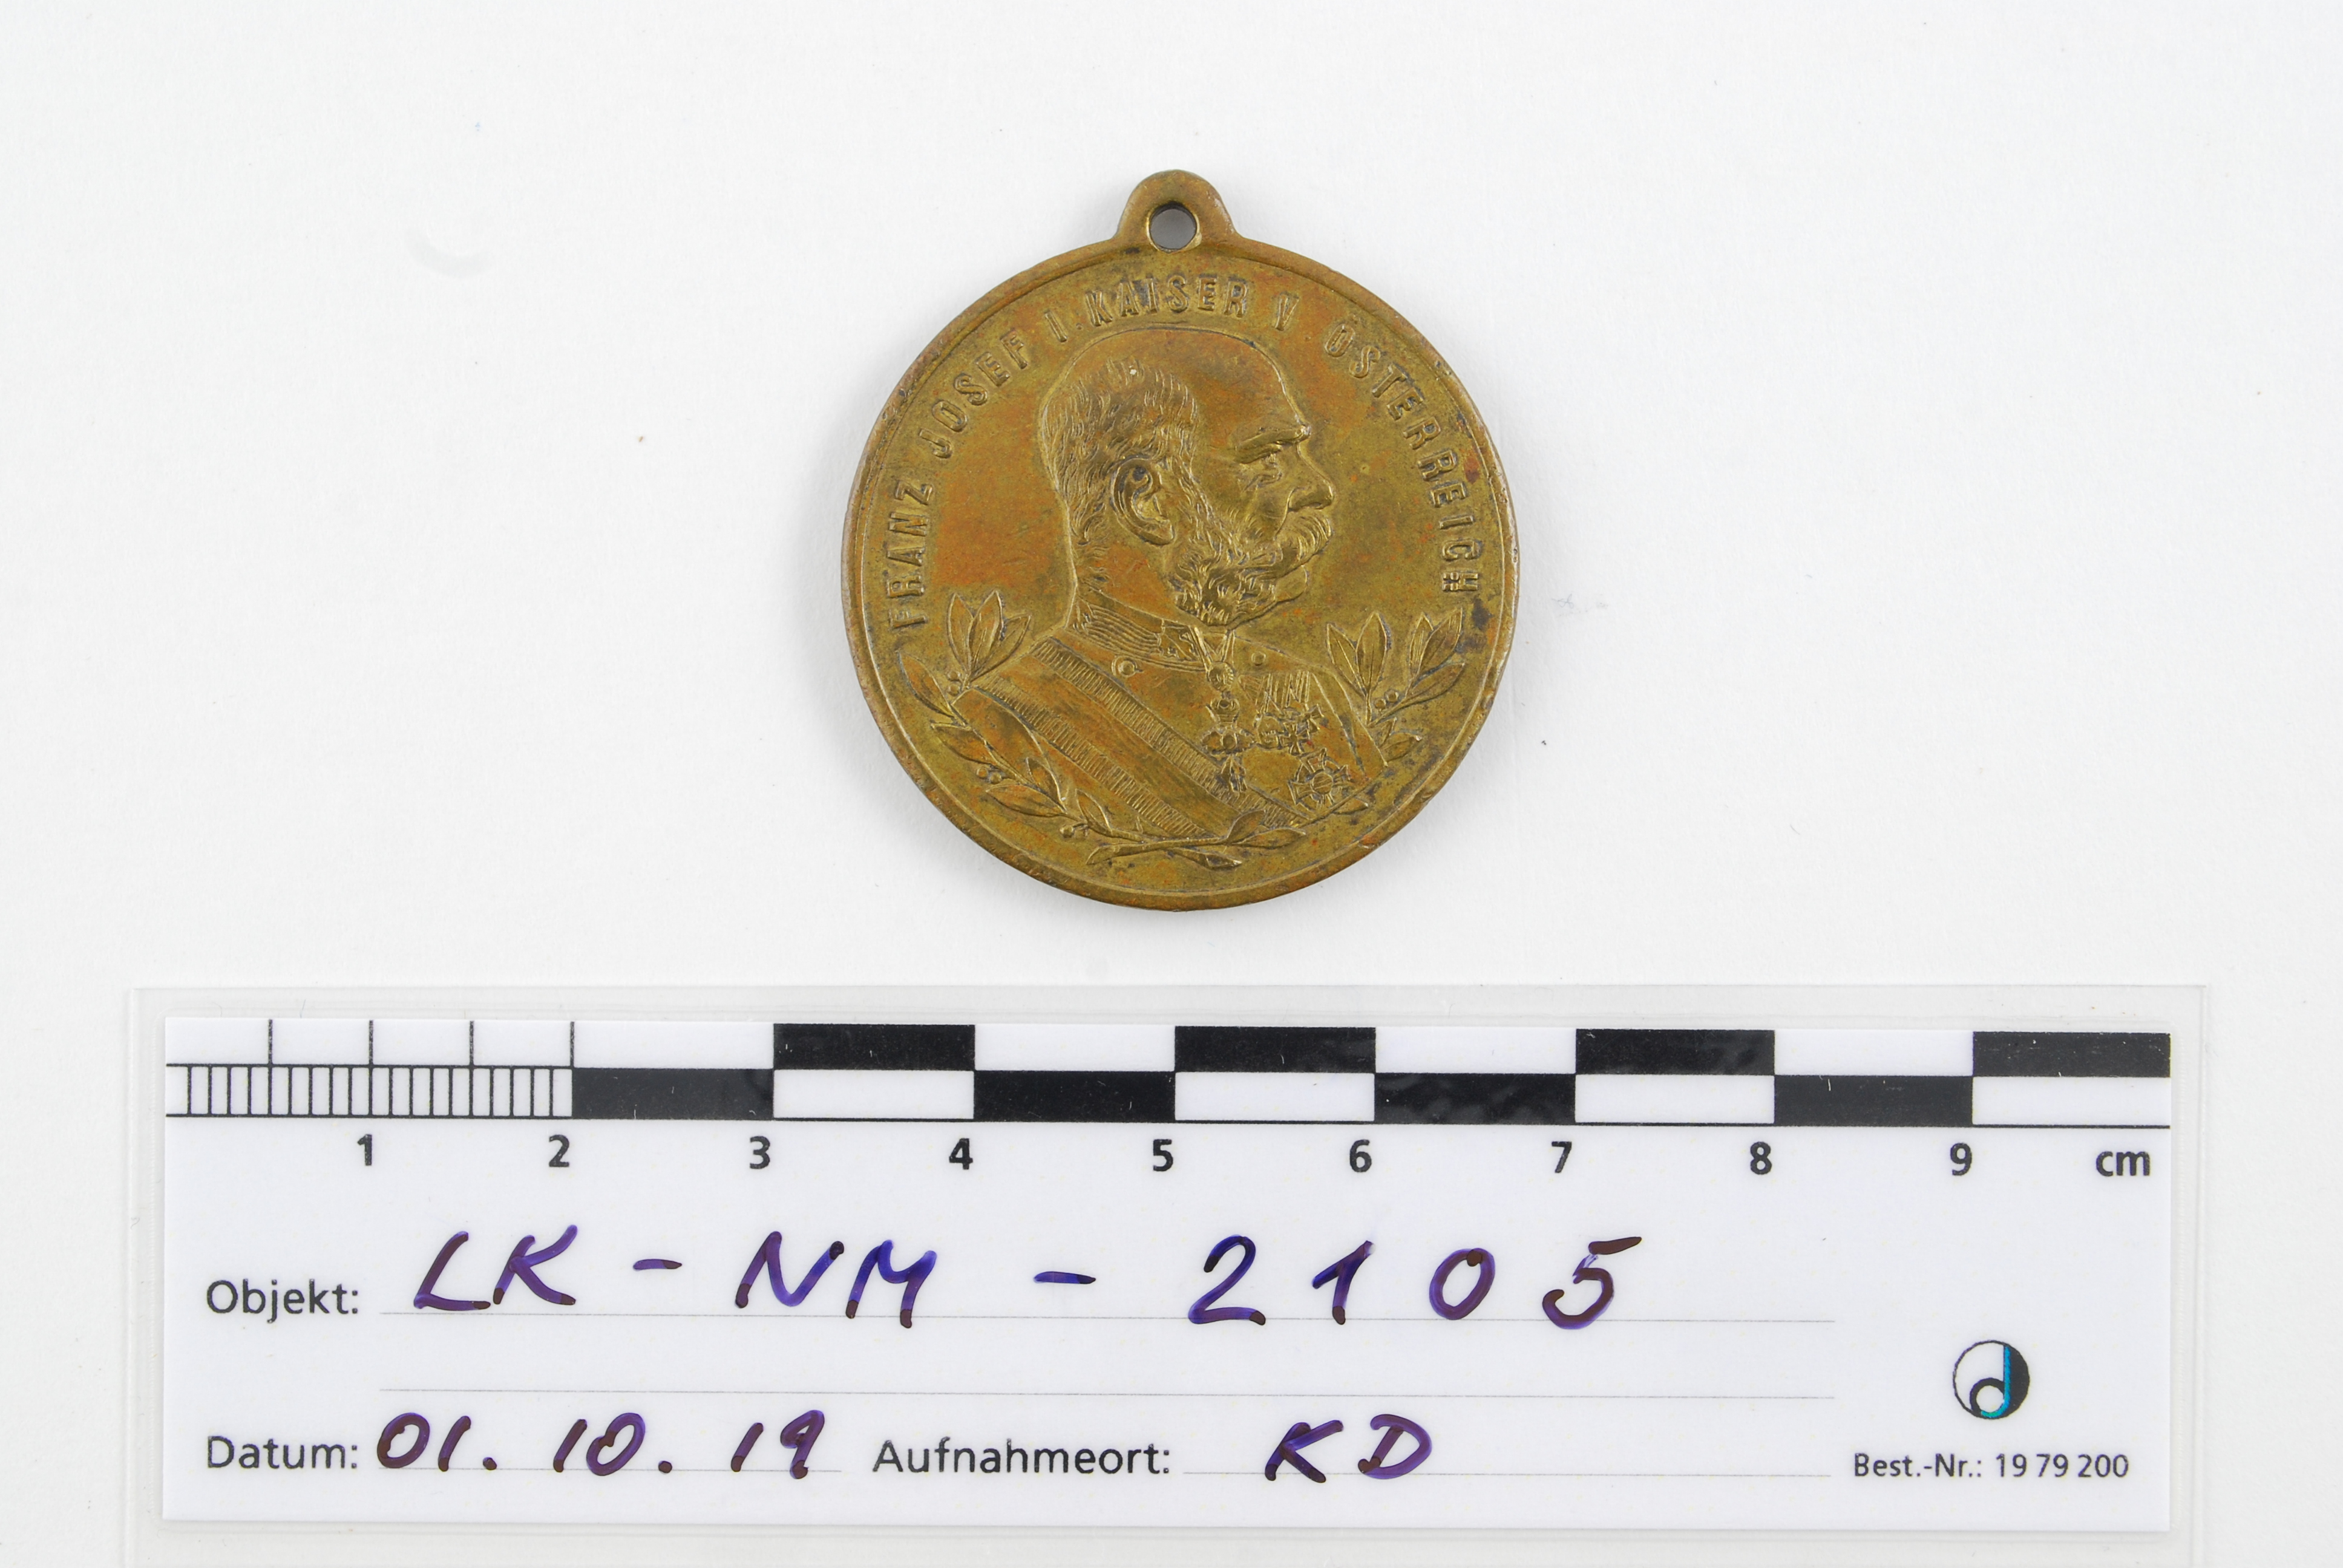 FRANZ JOSEF I. KAISER V ÖSTERREICH
1 2 3 4 5 6 7 8 9 cm
Objekt: LK - NM - 2105
Datum: 01.10.19 Aufnahmeort: KD
Best.-Nr.: 19 79 200